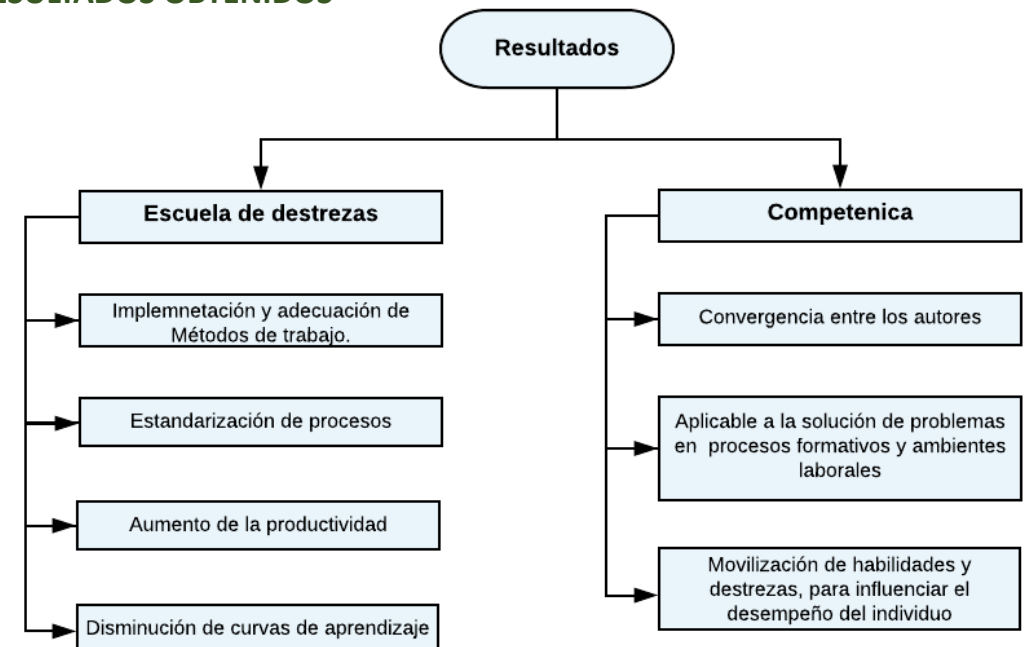 RESULTADOS OBTENIDOS
Resultados
Escuela de destrezas
Implemnetación y adecuación de
Métodos de trabajo.
Estandarización de procesos
Aumento de la productividad
Disminución de curvas de aprendizaje
Competenica
Convergencia entre los autores
Aplicable a la solución de problemas
en procesos formativos y ambientes
laborales
Movilización de habilidades y
destrezas, para influenciar el
desempeño del individuo